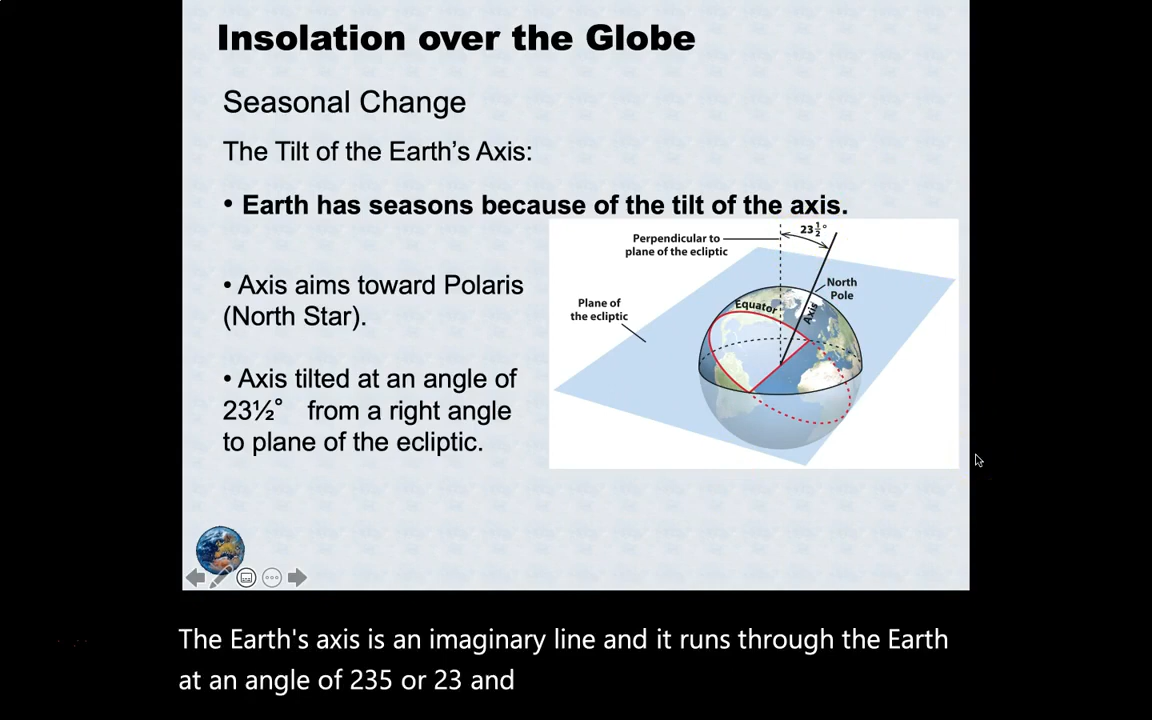 Insolation over the Globe
Seasonal Change
The Tilt of the Earth's Axis:
• Earth has seasons because of the tilt of the axis.
• Axis aims toward Polaris
(North Star).
• Axis tilted at an angle of
23½° from a right angle
to plane of the ecliptic.
23½°
Perpendicular to
plane of the ecliptic
North
Pole
Equator
Axis
Plane of
the ecliptic
The Earth's axis is an imaginary line and it runs through the Earth
at an angle of 235 or 23 and